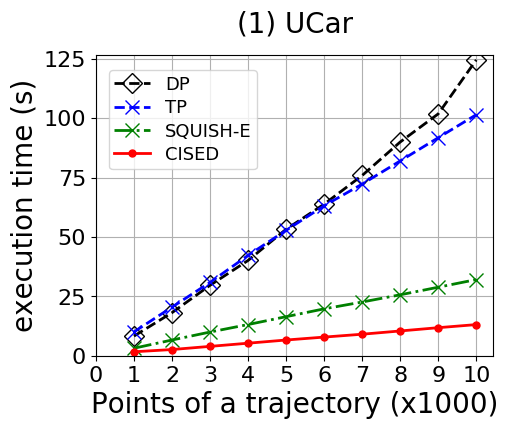 (1) UCar
execution time (s)
125
100
75
50
25
0
DP
TP
SQUISH-E
CISED
0 1 2 3 4 5 6 7 8 9 10
Points of a trajectory (x1000)